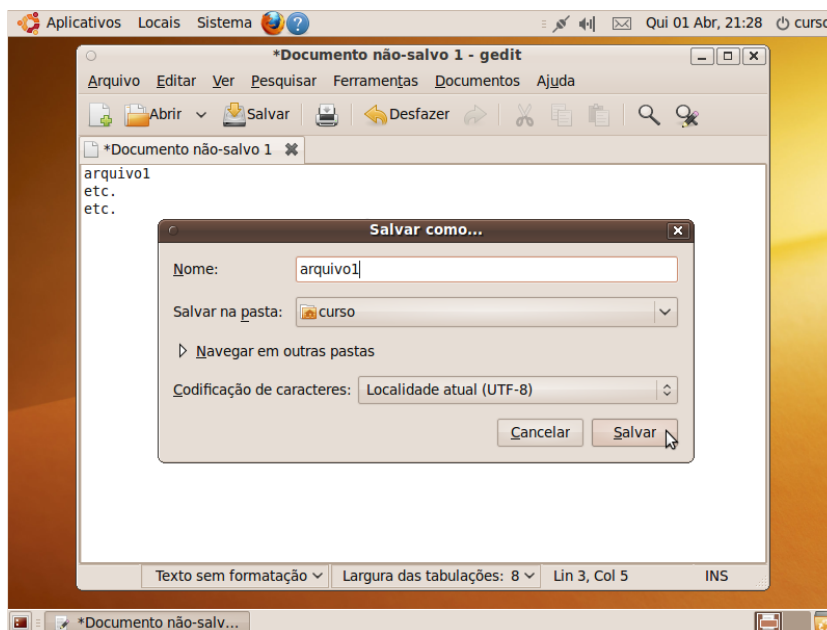 Aplicativos Locais Sistema Qui 01 Abr, 21:28 curso
*Documento não-salvo 1 - gedit
Arquivo Editar Ver Pesquisar Ferramentas Documentos Ajuda
Abrir Salvar Desfazer
*Documento não-salvo 1
arquivo1
etc.
etc.
Salvar como...
Nome: arquivo1
Salvar na pasta: curso
Navegar em outras pastas
Codificação de caracteres: Localidade atual (UTF-8)
Cancelar Salvar
Texto sem formatação Largura das tabulações: 8 Lin 3, Col 5 INS
*Documento não-salv...